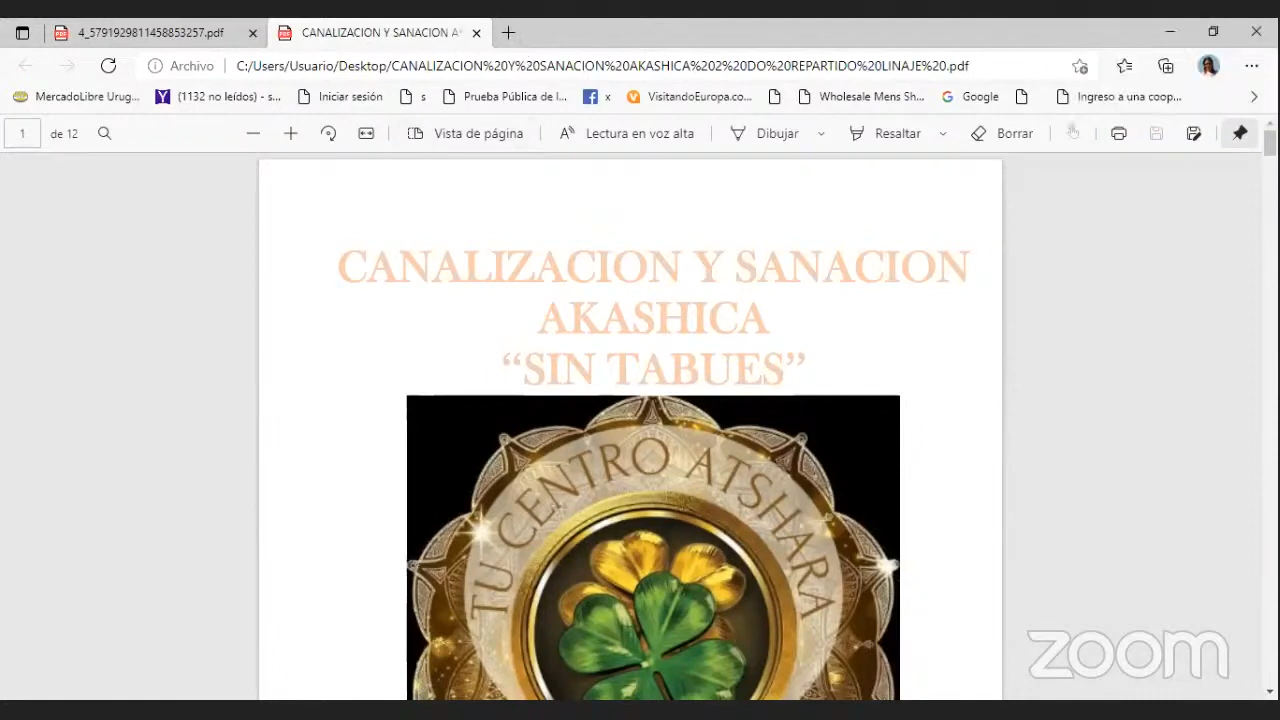 4_5791929811458853257.pdf
CANALIZACION Y SANACION A
Archivo
C:/Users/Usuario/Desktop/CANALIZACION%20Y%20SANACION%20AKASHICA%202%20DO%20REPARTIDO%20LINAJE%20.pdf
MercadoLibre Urug...
(1132 no leídos) - s...
Iniciar sesión
s
Prueba Pública de l...
x
VisitandoEuropa.co...
Wholesale Mens Sh...
Google
Ingreso a una coop...
1
de 12
Vista de página
Lectura en voz alta
Dibujar
Resaltar
Borrar
CANALIZACION Y SANACION
AKASHICA
“SIN TABUES”
TU CENTRO ATSHARA
zoom